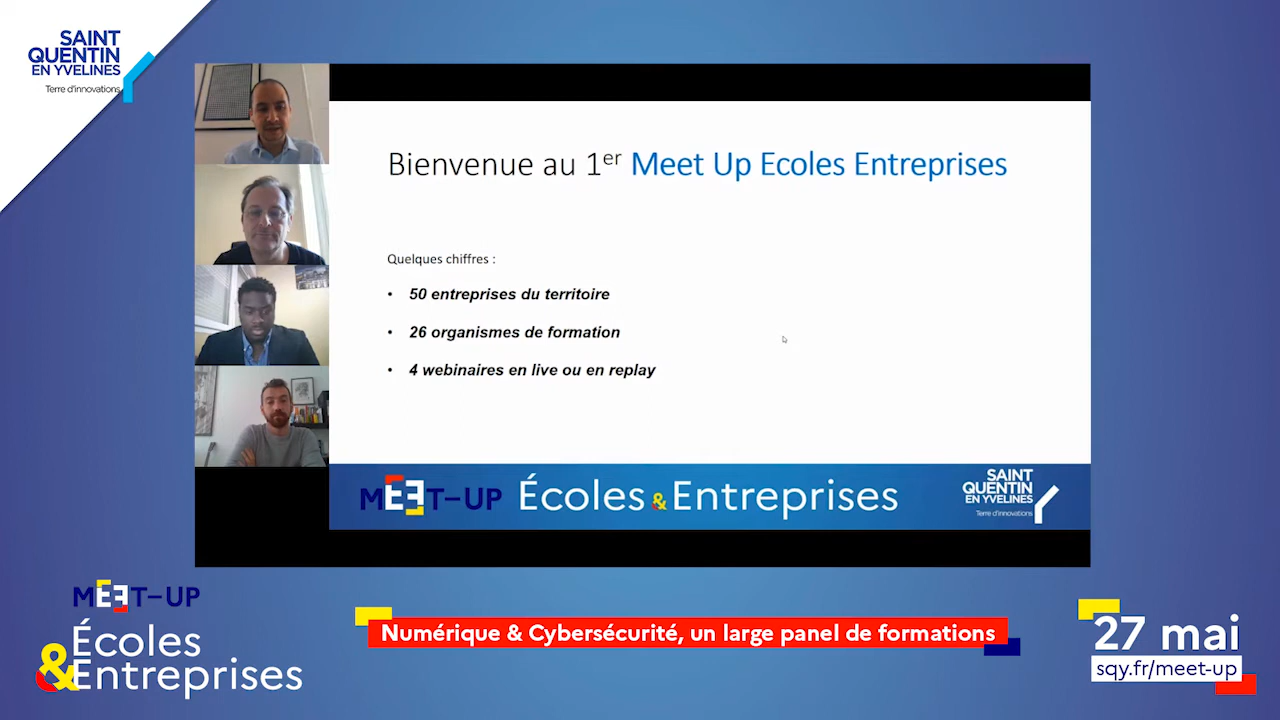 SAINT
QUENTIN
EN YVELINES
Terre d'innovations
Bienvenue au 1er Meet Up Ecoles Entreprises
Quelques chiffres :
• 50 entreprises du territoire
• 26 organismes de formation
• 4 webinaires en live ou en replay
MEET-UP Écoles & Entreprises
SAINT
QUENTIN
EN YVELINES
Terre d'innovations
MEET-UP
Écoles
&Entreprises
Numérique & Cybersécurité, un large panel de formations
27 mai
sqy.fr/meet-up